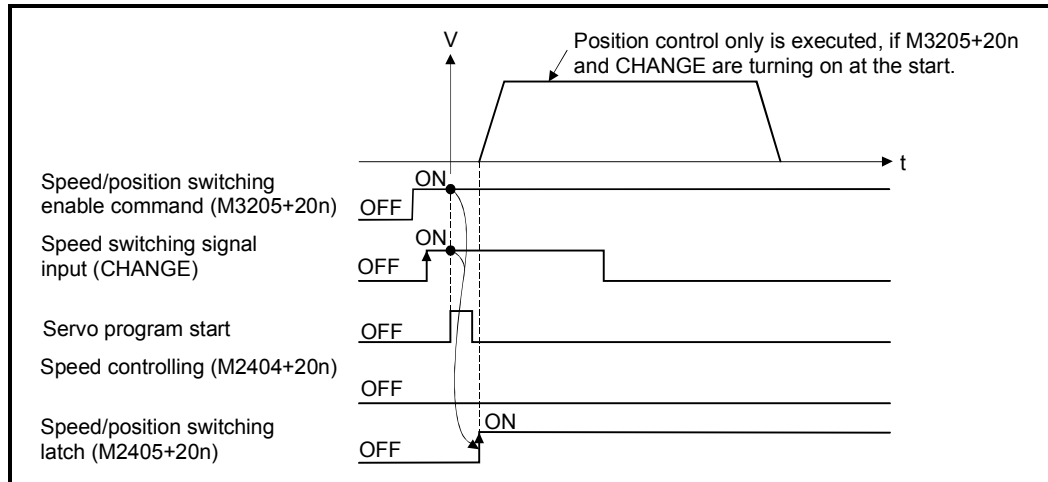 V
Position control only is executed, if M3205+20n
and CHANGE are turning on at the start.
t
Speed/position switching
enable command (M3205+20n)
OFF
ON
Speed switching signal
input (CHANGE)
OFF
ON
Servo program start
OFF
Speed controlling (M2404+20n)
OFF
Speed/position switching
latch (M2405+20n)
OFF
ON